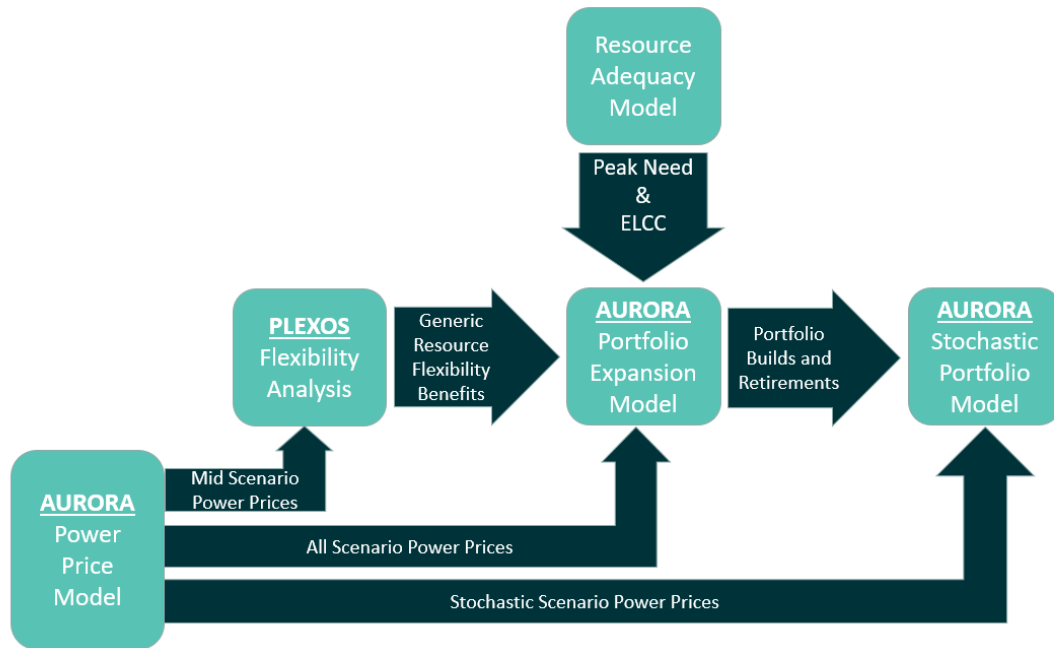 Resource
Adequacy
Model
Peak Need
&
ELCC
PLEXOS
Flexibility
Analysis
Generic
Resource
Flexibility
Benefits
AURORA
Portfolio
Expansion
Model
Portfolio
Builds and
Retirements
AURORA
Stochastic
Portfolio
Model
AURORA
Power
Price
Model
Mid Scenario
Power Prices
All Scenario Power Prices
Stochastic Scenario Power Prices